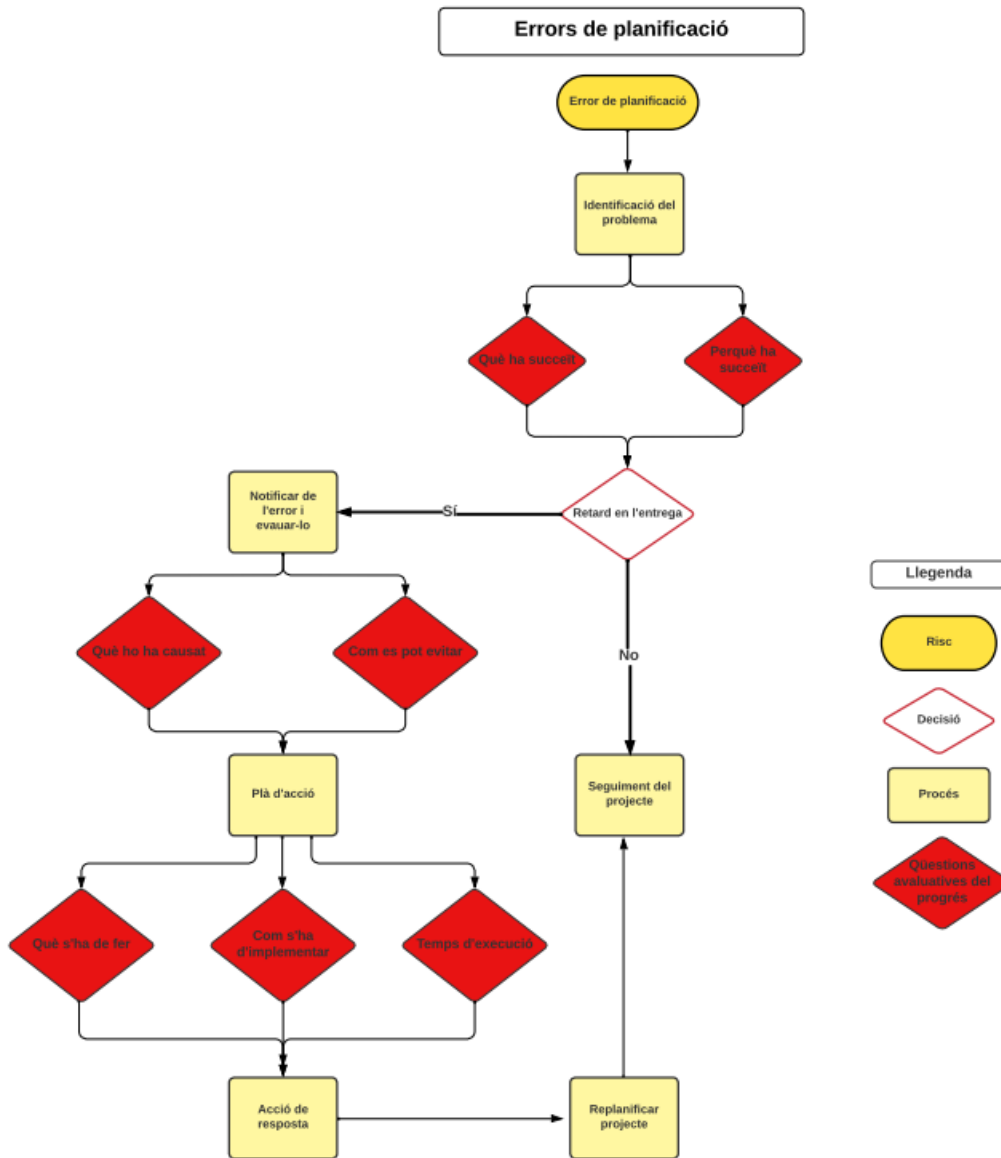 Errors de planificació
Error de planificació
Identificació del
problema
Què ha succeït
Perquè ha
succeït
Retard en l'entrega
Sí
No
Notificar de
l'error i
evauar-lo
Què ho ha causat
Com es pot evitar
Plà d'acció
Seguiment del
projecte
Què s'ha de fer
Com s'ha
d'implementar
Temps d'execució
Acció de
resposta
Replanificar
projecte
Llegenda
Risc
Decisió
Procés
Qüestions
avaluatives del
progrés